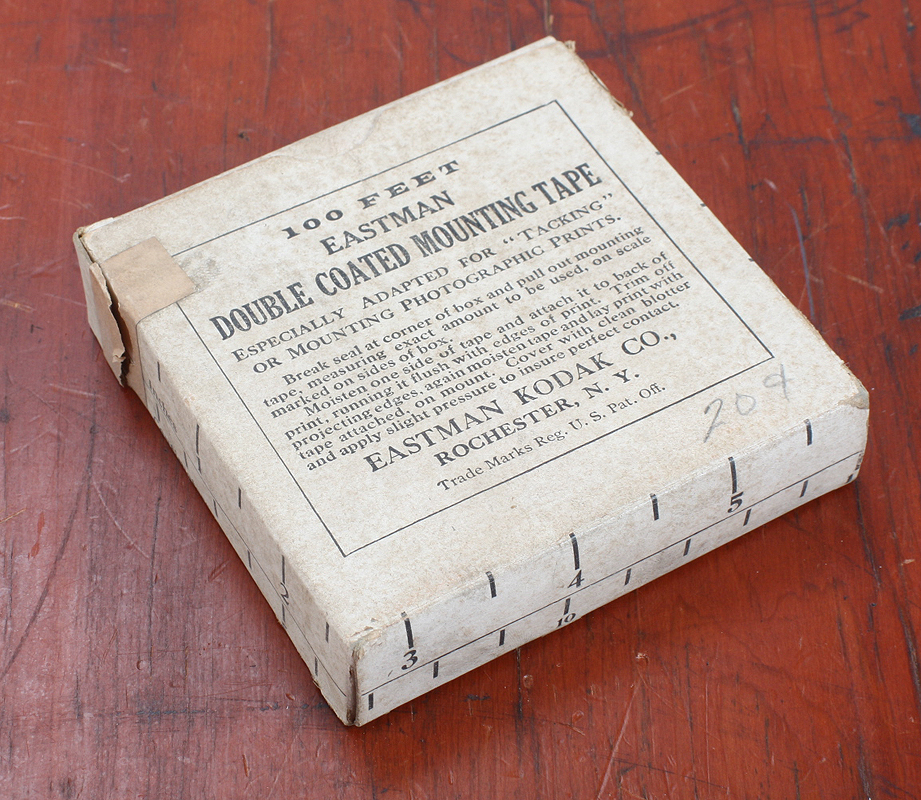 100 FEET
EASTMAN
DOUBLE COATED MOUNTING TAPE
ESPECIALLY ADAPTED FOR "TACKING"
OR MOUNTING PHOTOGRAPHIC PRINTS.
Break seal at corner of box and pull out mounting
tape, measuring exact amount to be used, on scale
marked on sides of box.
Moisten one side of tape and attach it to back of
print, running it flush with edges of print. Trim off
projecting edges, again moisten tape and lay print with
tape attached, on mount. Cover with clean blotter
and apply slight pressure to insure perfect contact.
EASTMAN KODAK CO.,
ROCHESTER, N. Y.
Trade Marks Reg. U. S. Pat. Off.
209
1
2
3
4
5
10